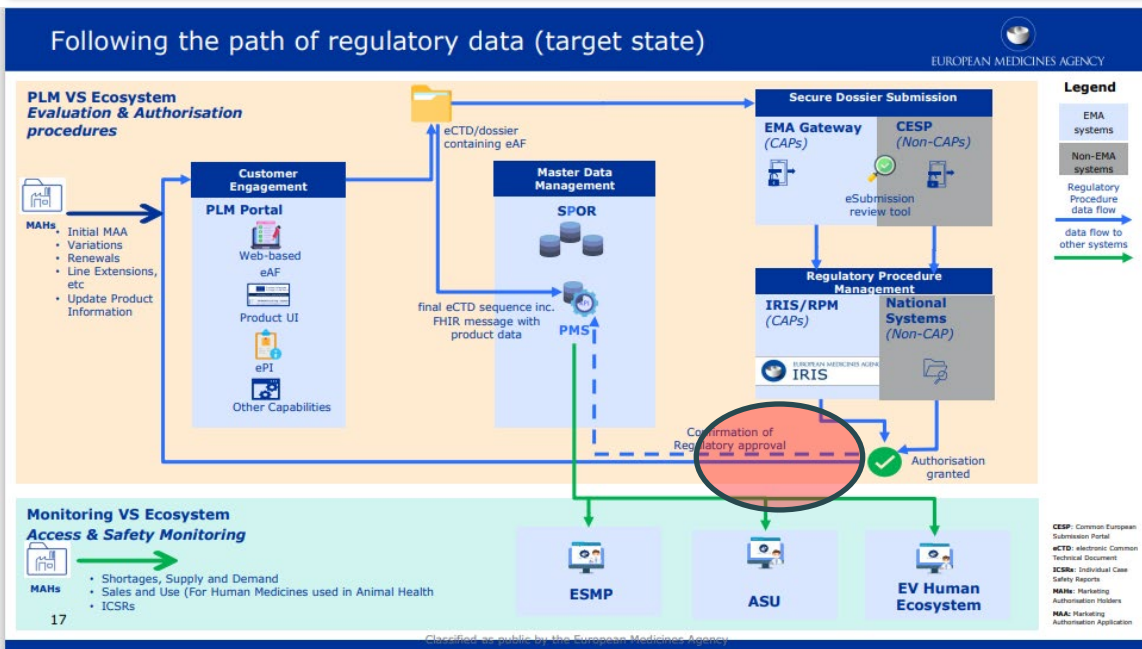 Following the path of regulatory data (target state)
EUROPEAN MEDICINES AGENCY
PLM VS Ecosystem
Evaluation & Authorisation
procedures
MAHs
• Initial MAA
• Variations
• Renewals
• Line Extensions,
etc
• Update Product
Information
Customer
Engagement
PLM Portal
Web-based
eAF
Product UI
ePI
Other Capabilities
eCTD/dossier
containing eAF
final eCTD sequence inc.
FHIR message with
product data
Master Data
Management
SPOR
PMS
Secure Dossier Submission
EMA Gateway
(CAPs)
CESP
(Non-CAPs)
eSubmission
review tool
Regulatory Procedure
Management
IRIS/RPM
(CAPs)
National
Systems
(Non-CAP)
EUROPEAN MEDICINES AGENC
IRIS
Confirmation of
Regulatory approval
Authorisation
granted
Legend
EMA
systems
Non-EMA
systems
Regulatory
Procedure
data flow
data flow to
other systems
Monitoring VS Ecosystem
Access & Safety Monitoring
MAHs
• Shortages, Supply and Demand
• Sales and Use (For Human Medicines used in Animal Health
• ICSRs
ESMP
ASU
EV Human
Ecosystem
CESP: Common European
Submission Portal
eCTD: electronic Common
Technical Document
ICSRs: Individual Case
Safety Reports
MAHs: Marketing
Authorisation Holders
MAA: Marketing
Authorisation Application
17
Classified as public by the European Medicines Agency